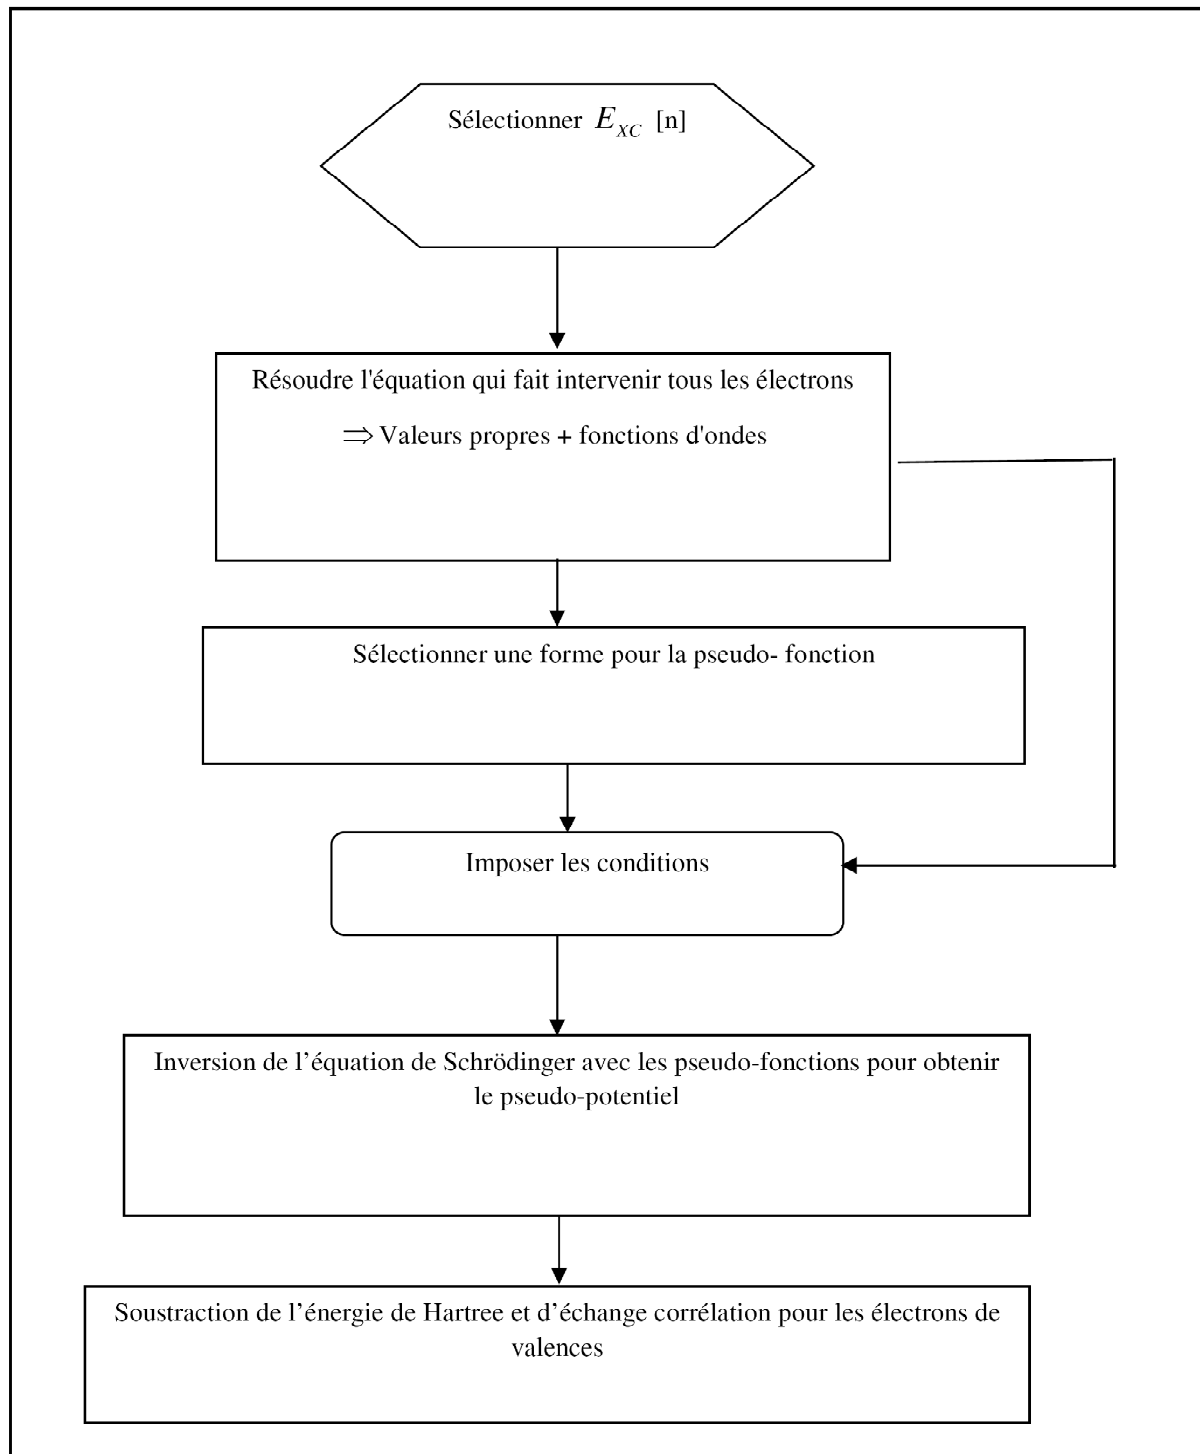 Sélectionner E_XC [n]
Résoudre l'équation qui fait intervenir tous les électrons
⇒ Valeurs propres + fonctions d'ondes
Sélectionner une forme pour la pseudo- fonction
Imposer les conditions
Inversion de l’équation de Schrödinger avec les pseudo-fonctions pour obtenir
le pseudo-potentiel
Soustraction de l’énergie de Hartree et d’échange corrélation pour les électrons de
valences